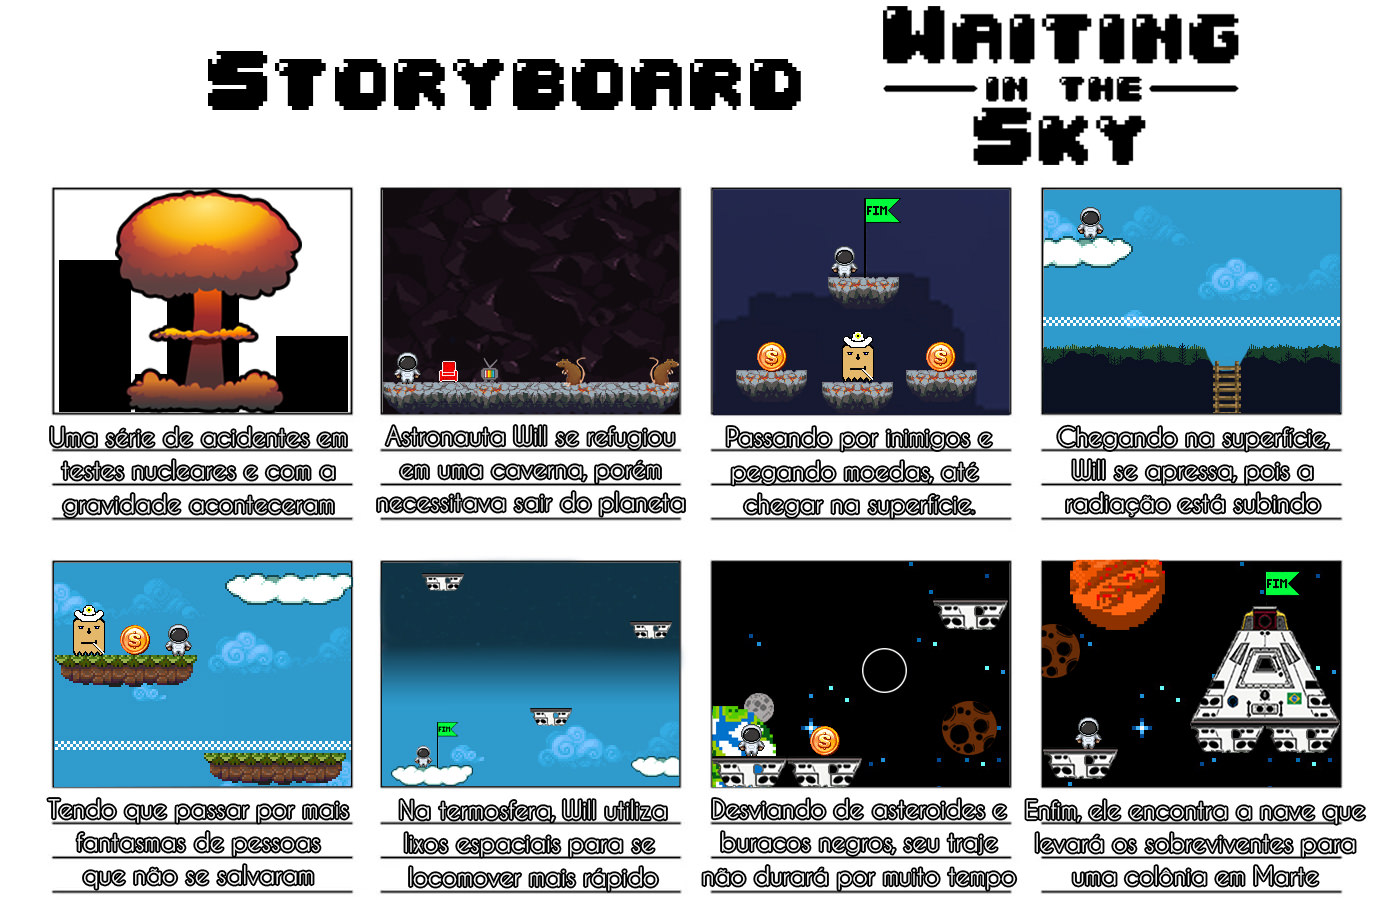 STORYBOARD
WAITING
IN THE
SKY
Uma série de acidentes em
testes nucleares e com a
gravidade aconteceram
Astronauta Will se refugiou
em uma caverna, porém
necessitava sair do planeta
FIM
Passando por inimigos e
pegando moedas, até
chegar na superfície.
Chegando na superfície,
Will se apressa, pois a
radiação está subindo
Tendo que passar por mais
fantasmas de pessoas
que não se salvaram
FIM
Na termosfera, Will utiliza
lixos espaciais para se
locomover mais rápido
Desviando de asteroides e
buracos negros, seu traje
não durará por muito tempo
FIM
Enfim, ele encontra a nave que
levará os sobreviventes para
uma colônia em Marte